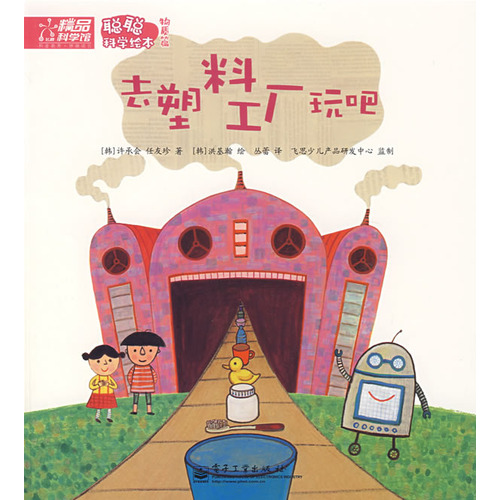 精品
科学馆
聪聪
科学绘本
物质篇
去塑料工厂玩吧
[韩]许承会 任友珍 著 [韩]洪基瀚 绘 丛蕾 译 飞思少儿产品研发中心 监制
电子工业出版社